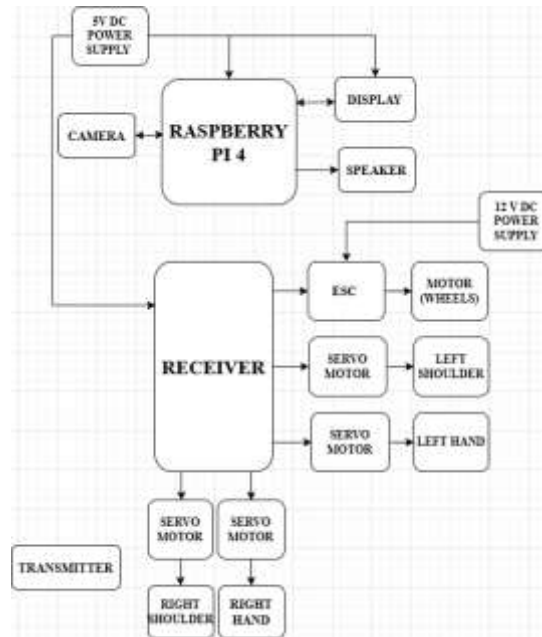 5V DC
POWER
SUPPLY
DISPLAY
RASPBERRY
PI 4
CAMERA
SPEAKER
12 V DC
POWER
SUPPLY
ESC
MOTOR
(WHEELS)
RECEIVER
SERVO
MOTOR
LEFT
SHOULDER
SERVO
MOTOR
LEFT HAND
SERVO
MOTOR
SERVO
MOTOR
TRANSMITTER
RIGHT
SHOULDER
RIGHT
HAND